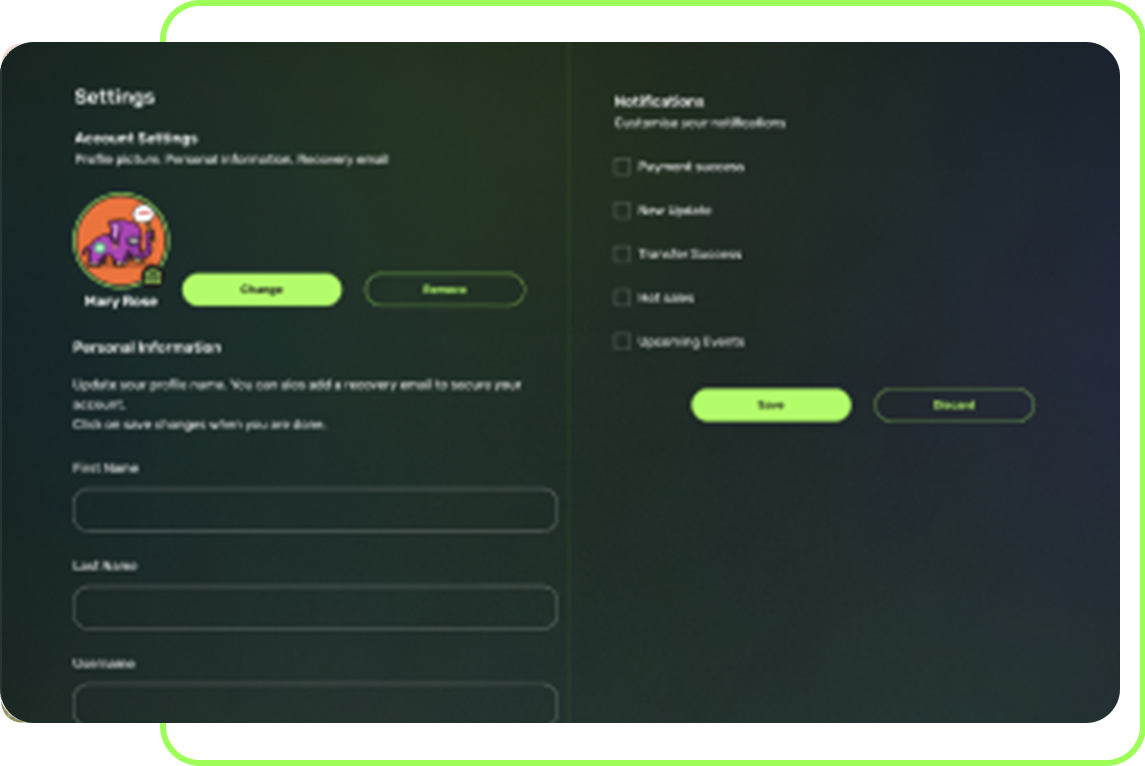 Settings
Account Settings
Profile picture, Personal information, Recovery email
Mary Rose
Change
Remove
Personal Information
Update your profile name. You can also add a recovery email to secure your
account.
Click on save changes when you are done.
First Name
Last Name
Username
Notifications
Customise your notifications
Payment success
New Update
Transfer Success
Hot sales
Upcoming Events
Save
Discard